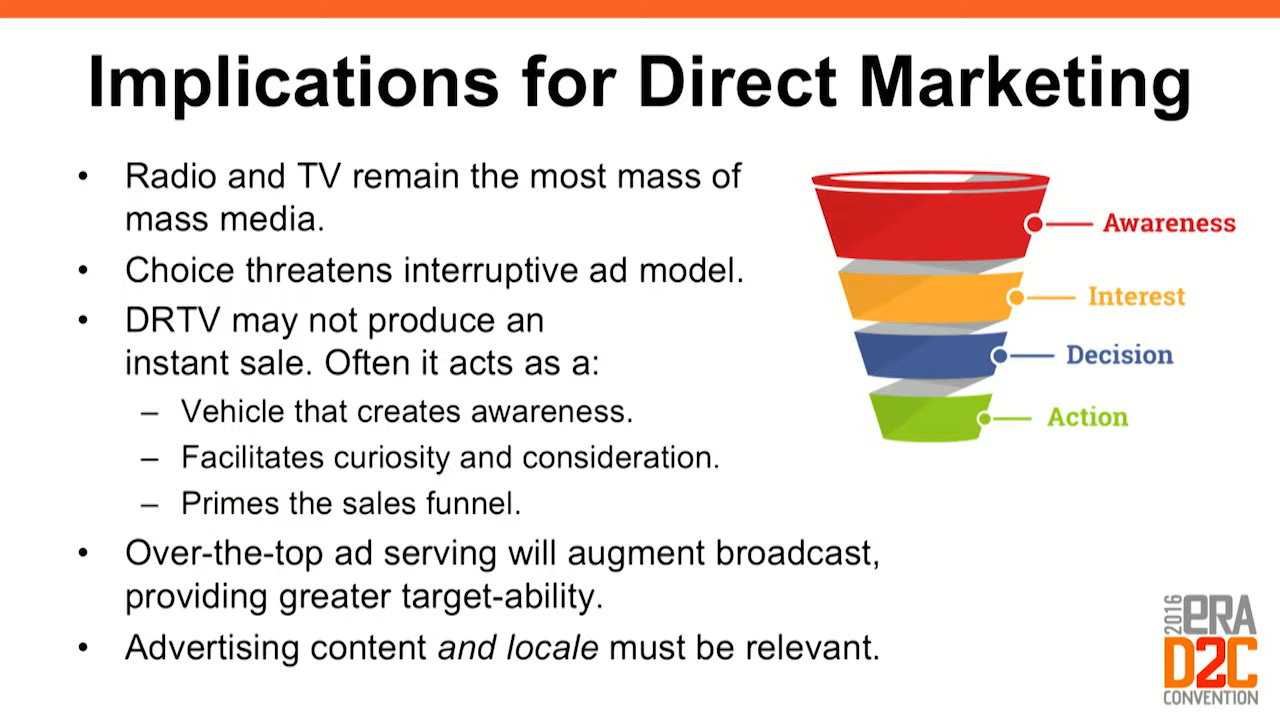 Implications for Direct Marketing
• Radio and TV remain the most mass of
mass media.
• Choice threatens interruptive ad model.
• DRTV may not produce an
instant sale. Often it acts as a:
– Vehicle that creates awareness.
– Facilitates curiosity and consideration.
– Primes the sales funnel.
• Over-the-top ad serving will augment broadcast,
providing greater target-ability.
• Advertising content and locale must be relevant.
Awareness
Interest
Decision
Action
2016 eRA
D2C
CONVENTION